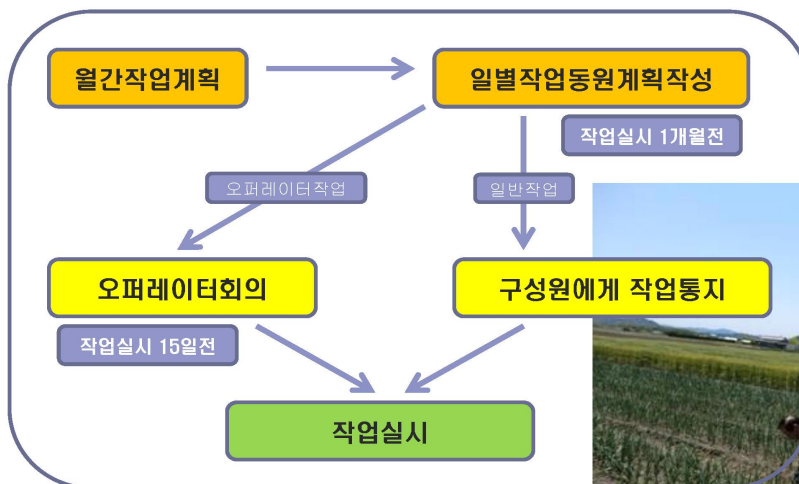 월간작업계획
일별작업동원계획작성
작업실시 1개월전
오퍼레이터작업
일반작업
오퍼레이터회의
구성원에게 작업통지
작업실시 15일전
작업실시